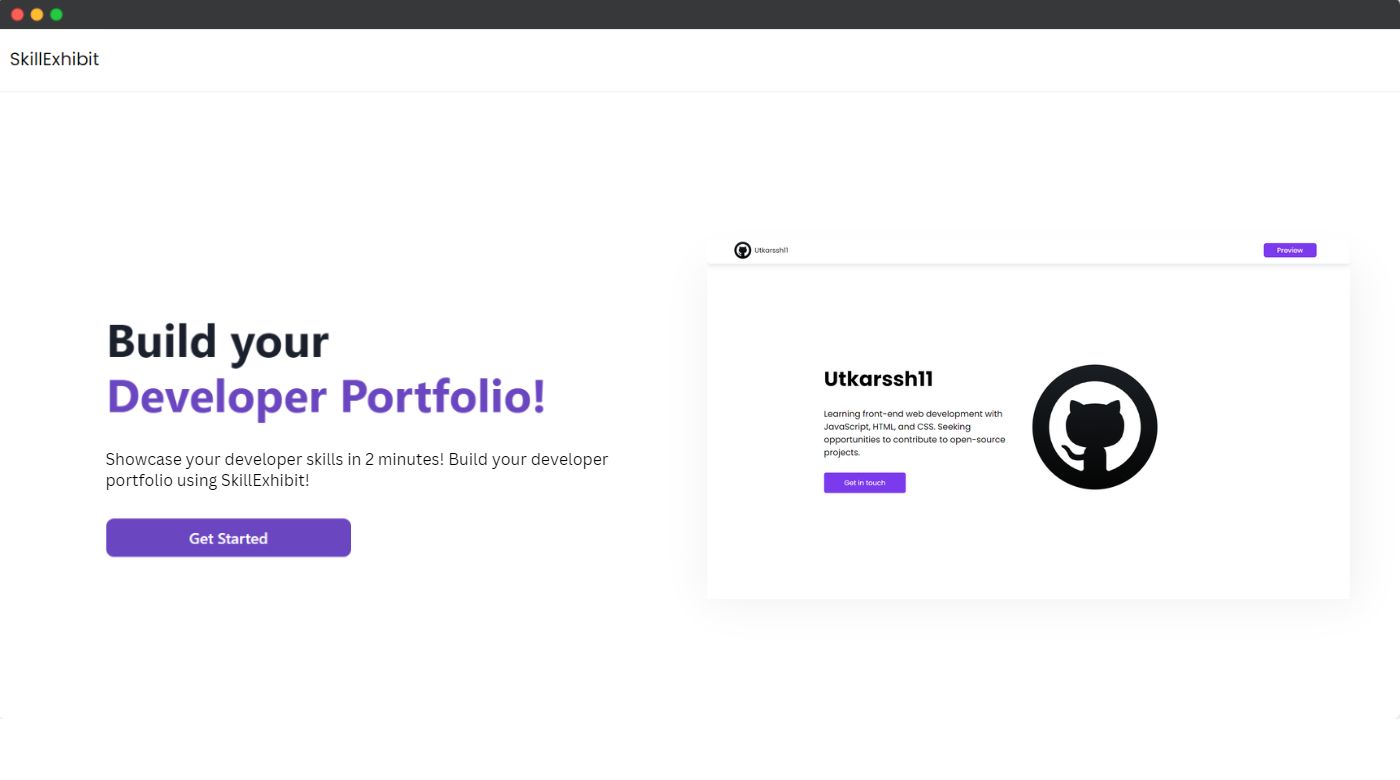 SkillExhibit
Build your
Developer Portfolio!
Showcase your developer skills in 2 minutes! Build your developer
portfolio using SkillExhibit!
Get Started
Utkarssh11
Preview
Utkarssh11
Learning front-end web development with
JavaScript, HTML, and CSS. Seeking
opportunities to contribute to open-source
projects.
Get in touch